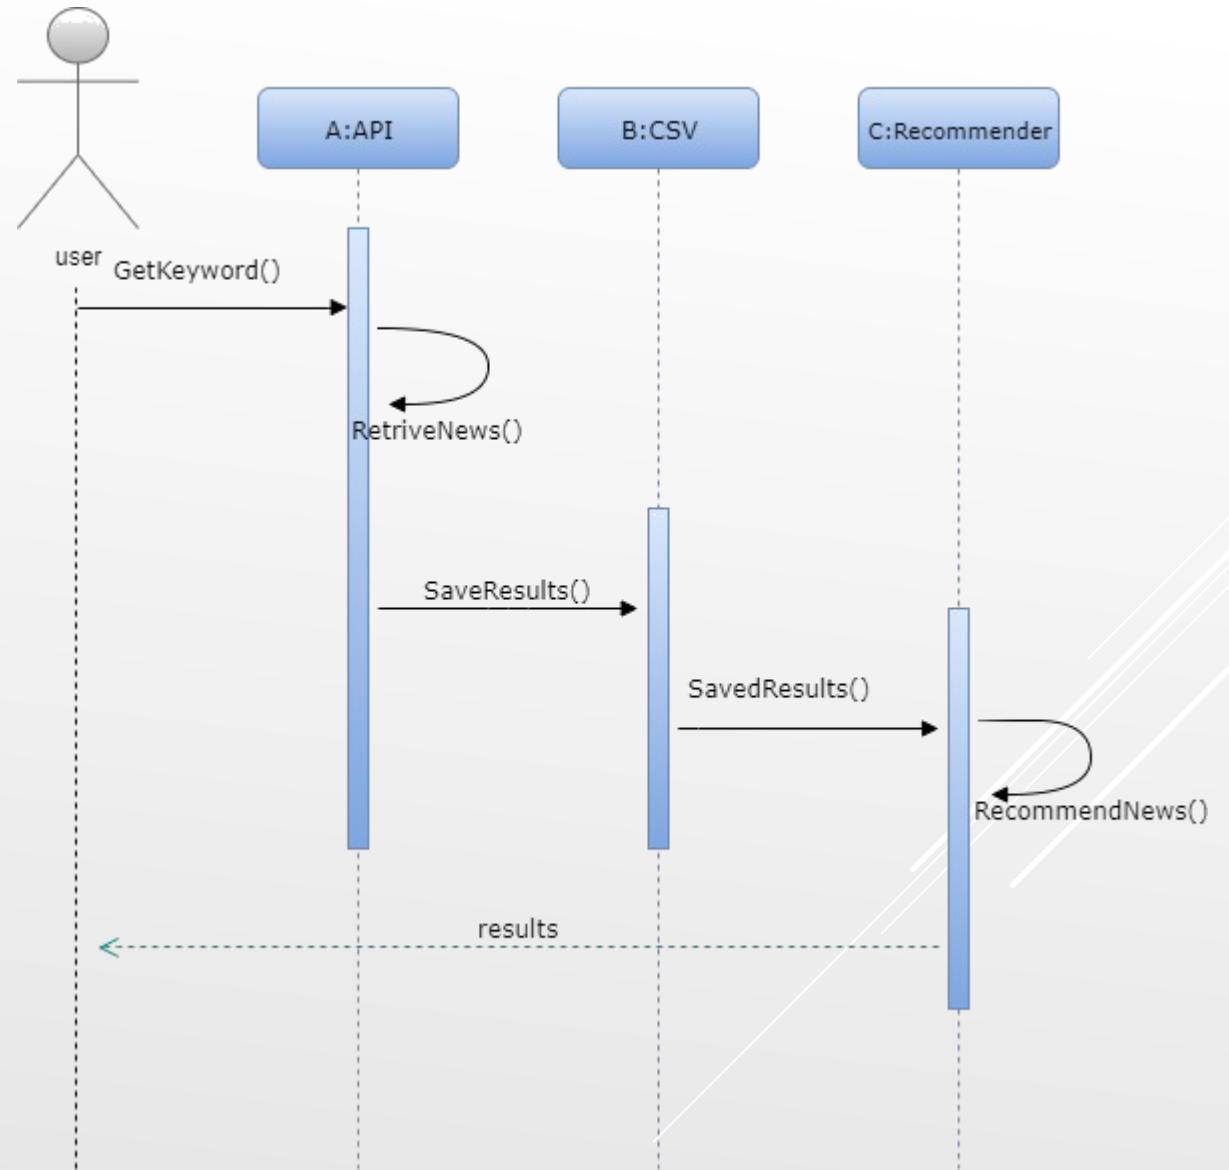 A:API
B:CSV
C:Recommender
user
GetKeyword()
RetriveNews()
SaveResults()
SavedResults()
RecommendNews()
results